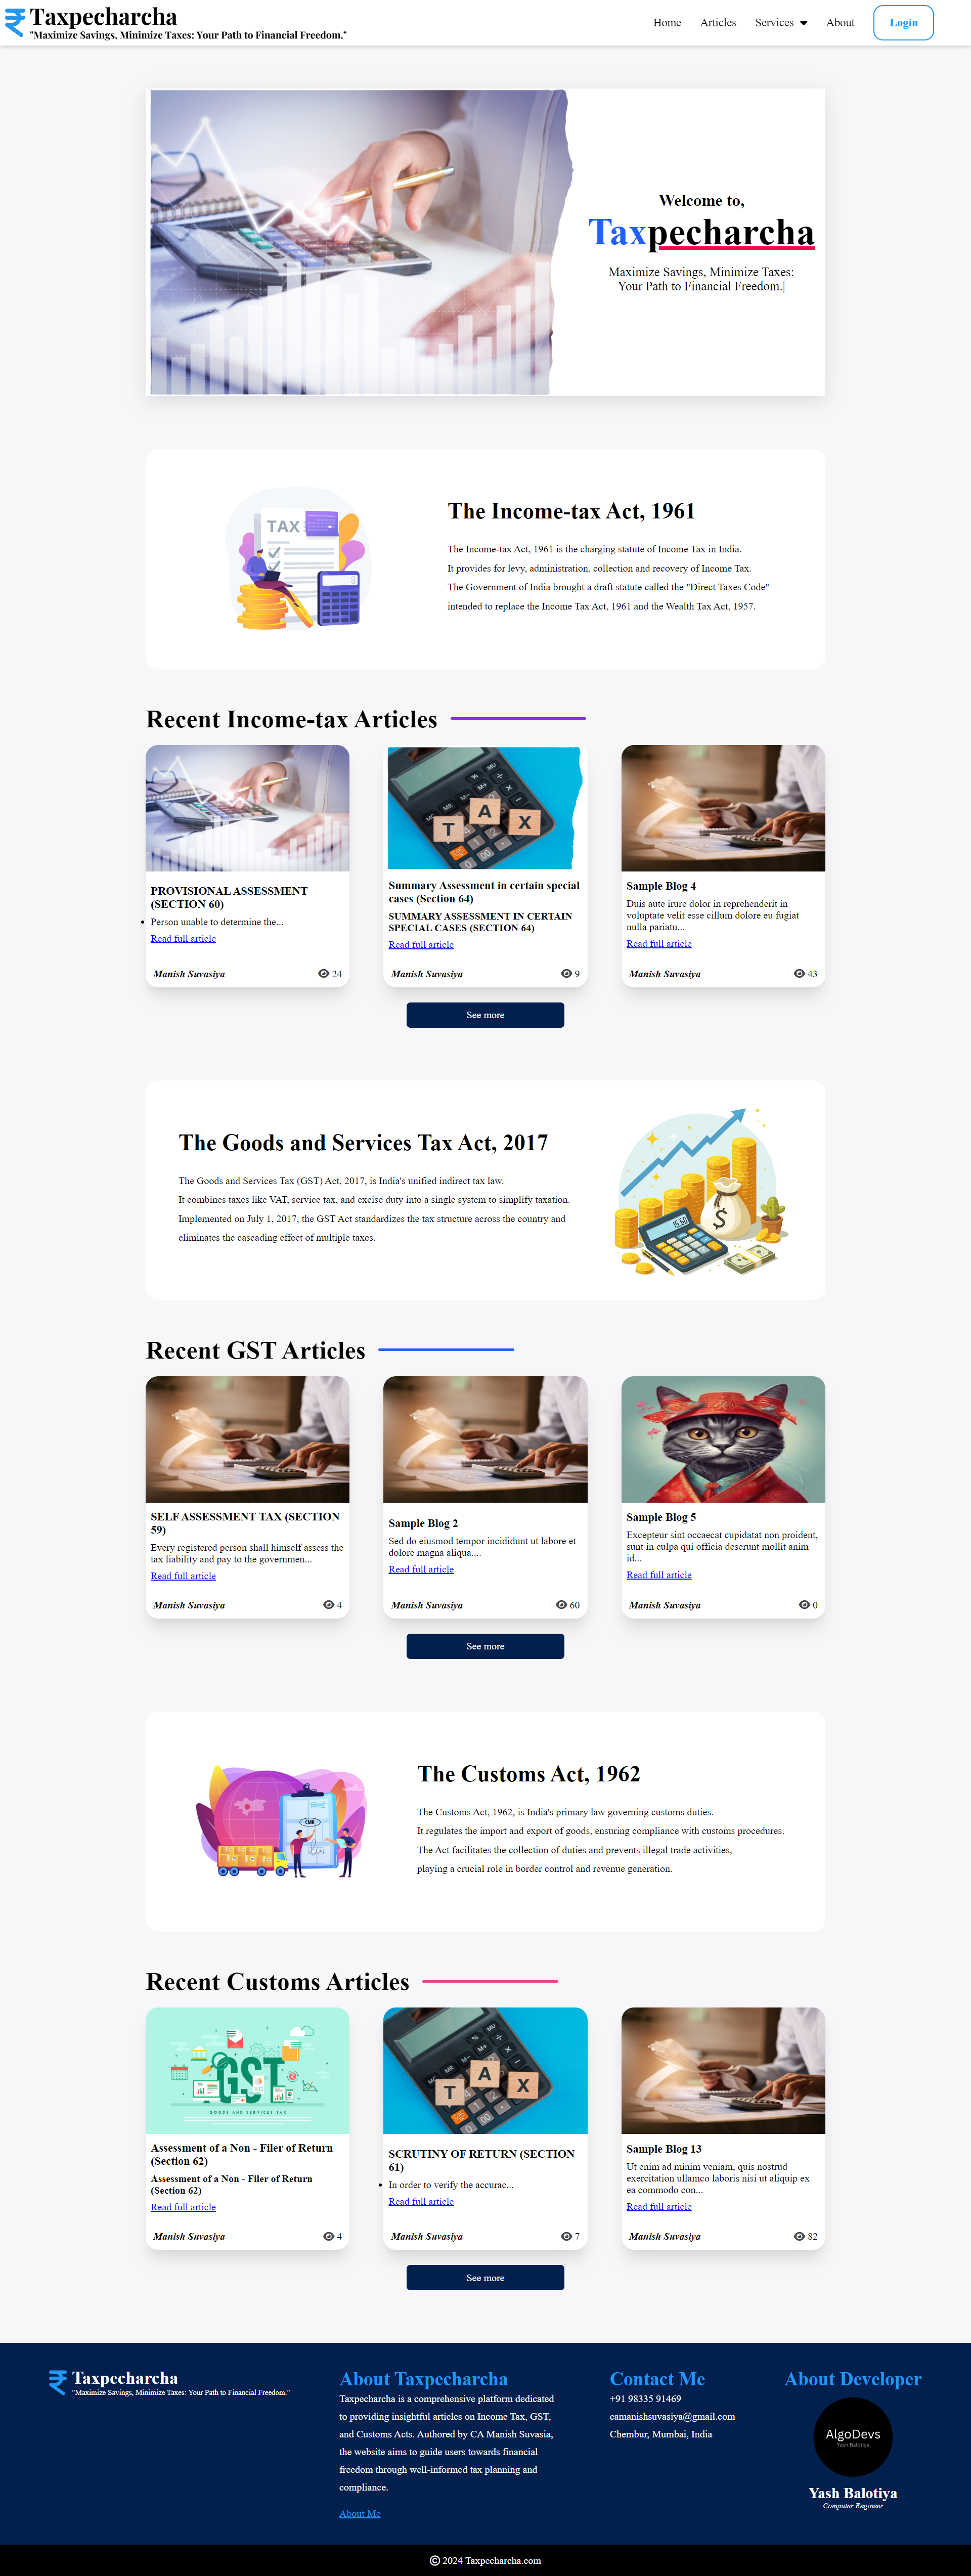 Taxpecharcha
"Maximize Savings, Minimize Taxes: Your Path to Financial Freedom."
Home
Articles
Services
About
Login
Welcome to,
Taxpecharcha
Maximize Savings, Minimize Taxes:
Your Path to Financial Freedom.
TAX
The Income-tax Act, 1961
The Income-tax Act, 1961 is the charging statute of Income Tax in India.
It provides for levy, administration, collection and recovery of Income Tax.
The Government of India brought a draft statute called the "Direct Taxes Code"
intended to replace the Income Tax Act, 1961 and the Wealth Tax Act, 1957.
Recent Income-tax Articles
PROVISIONAL ASSESSMENT
(SECTION 60)
• Person unable to determine the...
Read full article
Manish Suvasiya
24
T A X
Summary Assessment in certain special
cases (Section 64)
SUMMARY ASSESSMENT IN CERTAIN
SPECIAL CASES (SECTION 64)
Read full article
Manish Suvasiya
9
Sample Blog 4
Duis aute irure dolor in reprehenderit in
voluptate velit esse cillum dolore eu fugiat
nulla pariatu...
Read full article
Manish Suvasiya
43
See more
The Goods and Services Tax Act, 2017
The Goods and Services Tax (GST) Act, 2017, is India's unified indirect tax law.
It combines taxes like VAT, service tax, and excise duty into a single system to simplify taxation.
Implemented on July 1, 2017, the GST Act standardizes the tax structure across the country and
eliminates the cascading effect of multiple taxes.
15.60
$
Recent GST Articles
SELF ASSESSMENT TAX (SECTION
59)
Every registered person shall himself assess the
tax liability and pay to the governmen...
Read full article
Manish Suvasiya
4
Sample Blog 2
Sed do eiusmod tempor incididunt ut labore et
dolore magna aliqua....
Read full article
Manish Suvasiya
60
Sample Blog 5
Excepteur sint occaecat cupidatat non proident,
sunt in culpa qui officia deserunt mollit anim
id...
Read full article
Manish Suvasiya
0
See more
The Customs Act, 1962
The Customs Act, 1962, is India's primary law governing customs duties.
It regulates the import and export of goods, ensuring compliance with customs procedures.
The Act facilitates the collection of duties and prevents illegal trade activities,
playing a crucial role in border control and revenue generation.
Recent Customs Articles
GST
GOODS AND SERVICES TAX
Assessment of a Non - Filer of Return
(Section 62)
Assessment of a Non - Filer of Return
(Section 62)
Read full article
Manish Suvasiya
4
T A X
SCRUTINY OF RETURN (SECTION
61)
• In order to verify the accurac...
Read full article
Manish Suvasiya
7
Sample Blog 13
Ut enim ad minim veniam, quis nostrud
exercitation ullamco laboris nisi ut aliquip ex
ea commodo con...
Read full article
Manish Suvasiya
82
See more
Taxpecharcha
"Maximize Savings, Minimize Taxes: Your Path to Financial Freedom."
About Taxpecharcha
Taxpecharcha is a comprehensive platform dedicated
to providing insightful articles on Income Tax, GST,
and Customs Acts. Authored by CA Manish Suvasia,
the website aims to guide users towards financial
freedom through well-informed tax planning and
compliance.
About Me
Contact Me
+91 98335 91469
camanishsuvasiya@gmail.com
Chembur, Mumbai, India
About Developer
AlgoDevs
Yash Balotiya
Yash Balotiya
Computer Engineer
© 2024 Taxpecharcha.com